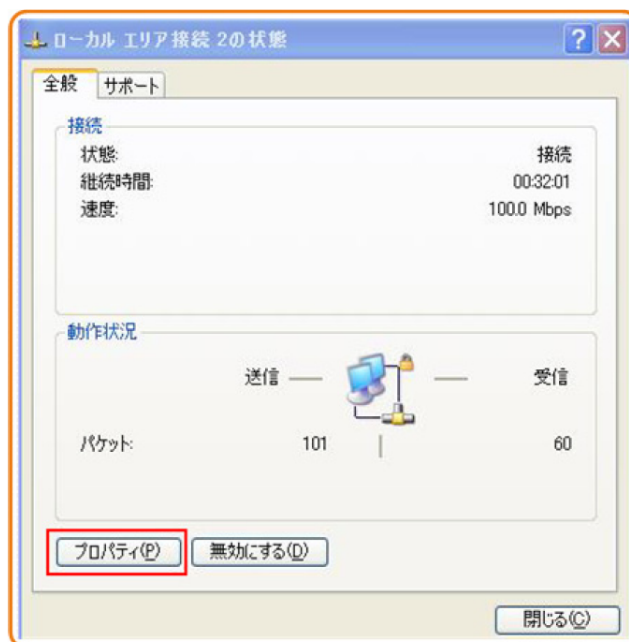 ローカル エリア接続 2の状態
全般 サポート
接続
状態: 接続
継続時間: 00:32:01
速度: 100.0 Mbps
動作状況
送信 受信
パケット: 101 60
プロパティ(P) 無効にする(D)
閉じる(C)